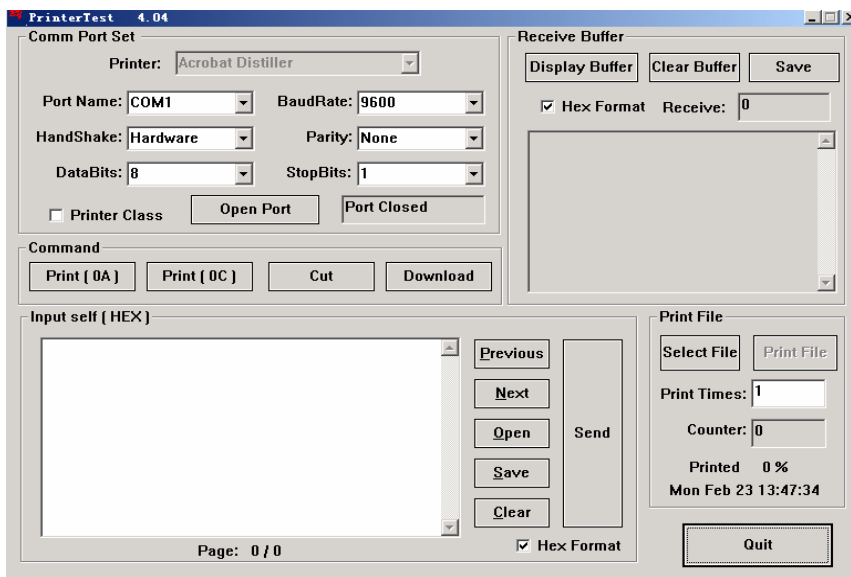 PrinterTest 4.04
Comm Port Set
Printer: Acrobat Distiller
Port Name: COM1 BaudRate: 9600
HandShake: Hardware Parity: None
DataBits: 8 StopBits: 1
Printer Class Open Port Port Closed
Command
Print ( 0A ) Print ( 0C ) Cut Download
Receive Buffer
Display Buffer Clear Buffer Save
Hex Format Receive: 0
Input self ( HEX )
Previous
Next
Open
Save
Clear
Send
Page: 0 / 0
Hex Format
Print File
Select File Print File
Print Times: 1
Counter: 0
Printed 0 %
Mon Feb 23 13:47:34
Quit